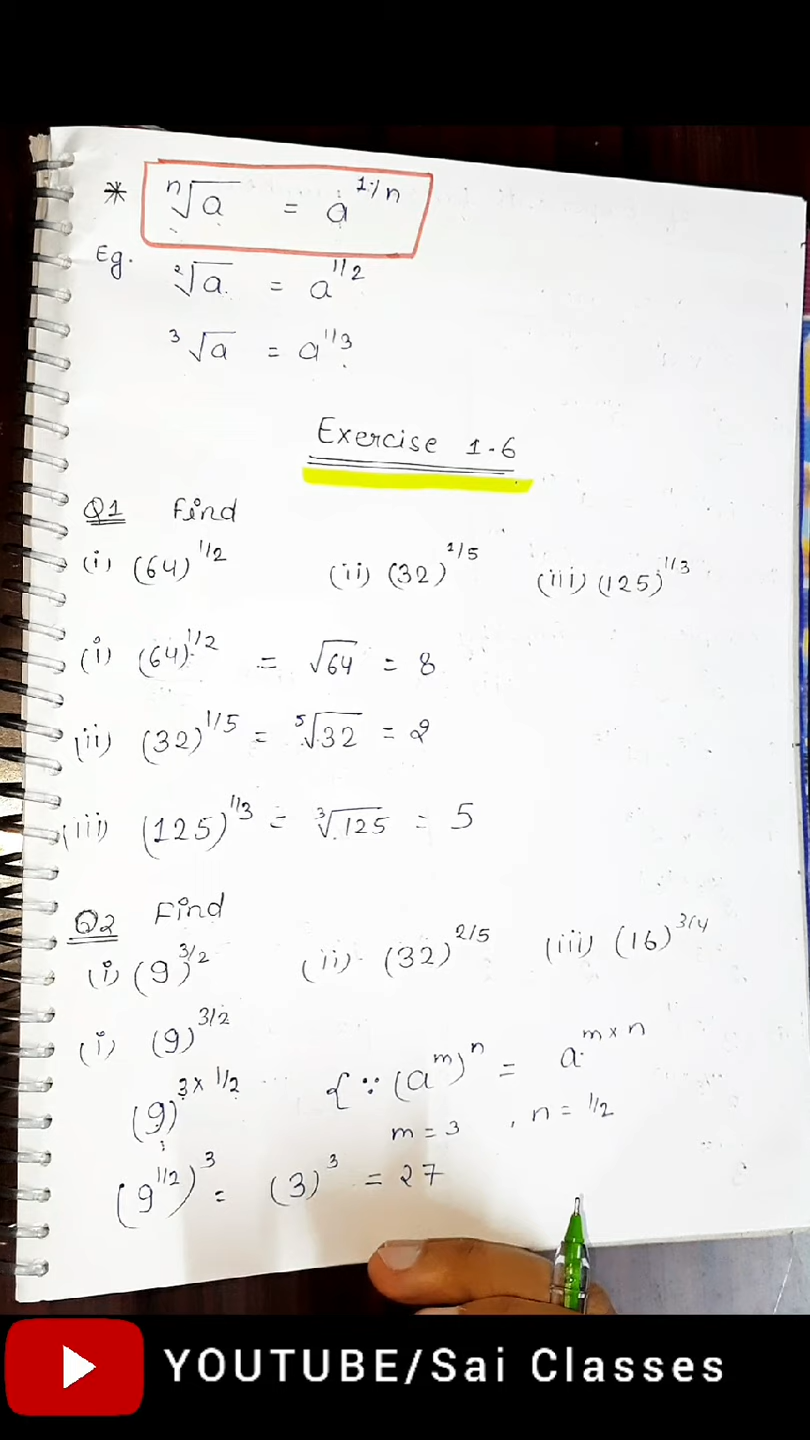 * ⁿ√a = a^1/n
Eg. ²√a = a^1/2
³√a = a^1/3
Exercise 1.6
Q1 Find
(i) (64)^1/2 (ii) (32)^1/5 (iii) (125)^1/3
(i) (64)^1/2 = √64 = 8
(ii) (32)^1/5 = ⁵√32 = 2
(iii) (125)^1/3 = ³√125 = 5
Q2 Find
(i) (9)^3/2 (ii) (32)^2/5 (iii) (16)^3/4
(i) (9)^3/2
(9)^3×1/2 {∵ (a^m)^n = a^m×n
m = 3, n = 1/2
(9^1/2)^3 = (3)^3 = 27
YOUTUBE/Sai Classes